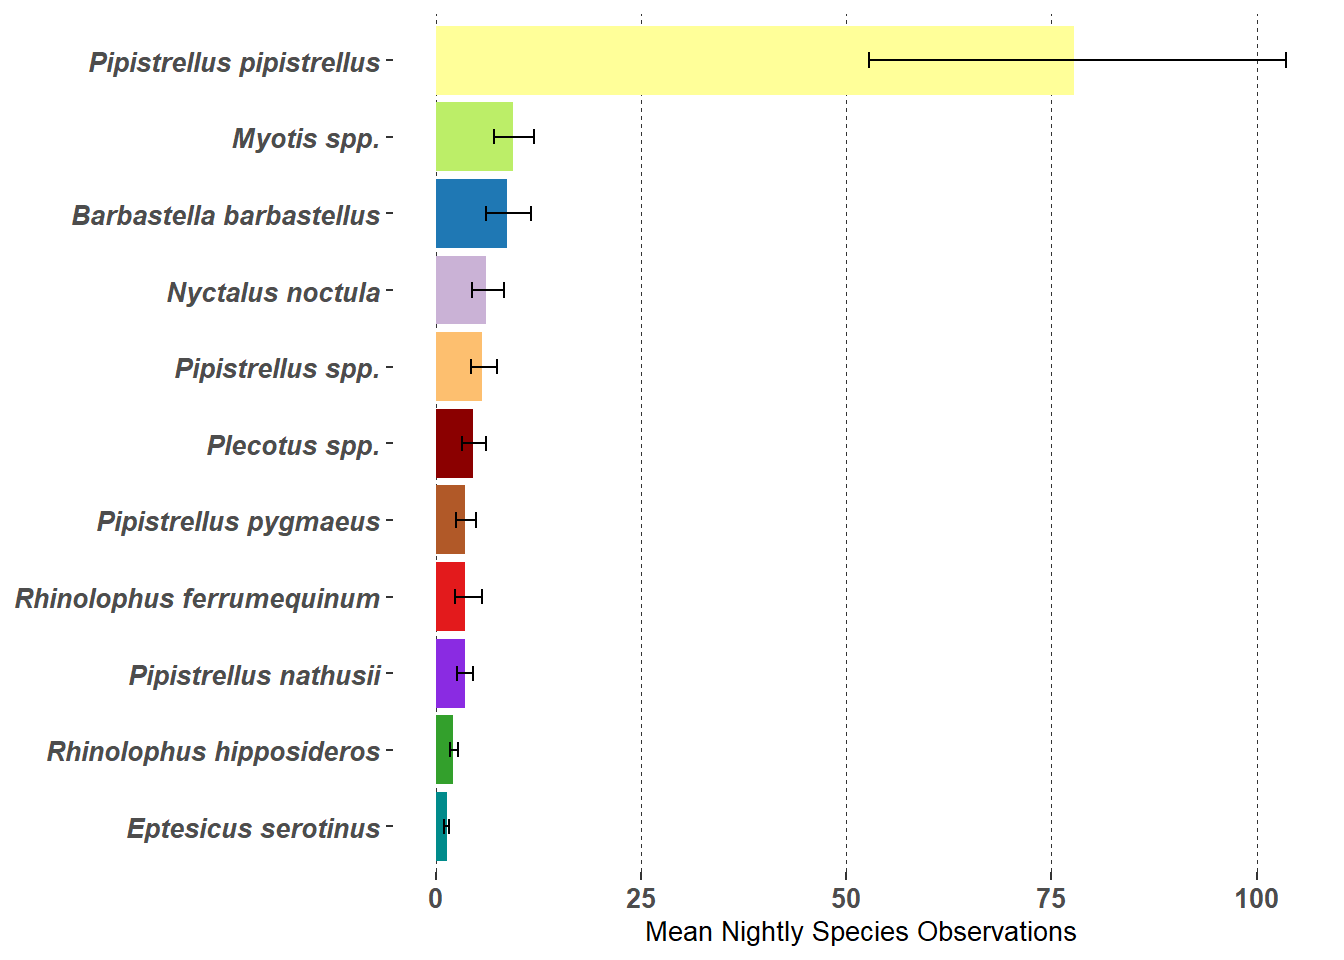 Pipistrellus pipistrellus
Myotis spp.
Barbastella barbastellus
Nyctalus noctula
Pipistrellus spp.
Plecotus spp.
Pipistrellus pygmaeus
Rhinolophus ferrumequinum
Pipistrellus nathusii
Rhinolophus hipposideros
Eptesicus serotinus
0 25 50 75 100
Mean Nightly Species Observations